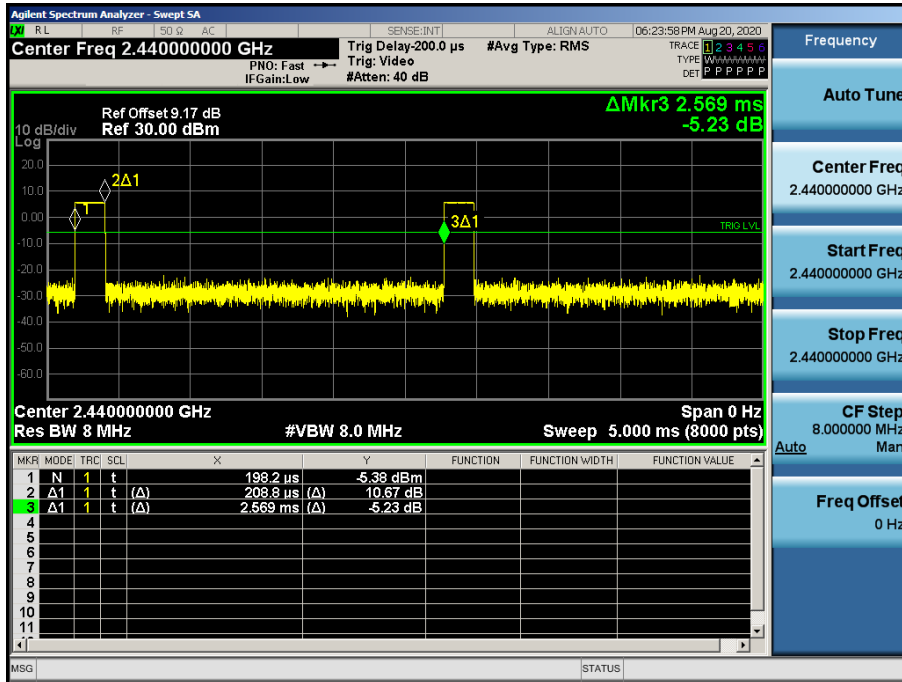 Agilent Spectrum Analyzer - Swept SA
LXI RL RF 50 Ω AC SENSE:INT ALIGN AUTO 06:23:58 PM Aug 20, 2020
Center Freq 2.440000000 GHz
PNO: Fast
IFGain:Low
Trig Delay-200.0 µs
Trig: Video
#Atten: 40 dB
#Avg Type: RMS
TRACE 1 2 3 4 5 6
TYPE WWWWWW
DET P P P P P P
ΔMkr3 2.569 ms
-5.23 dB
Ref Offset 9.17 dB
10 dB/div Ref 30.00 dBm
Log
20.0
10.0
0.00
-10.0
-20.0
-30.0
-40.0
-50.0
-60.0
1
2Δ1
3Δ1
TRIG LVL
Center 2.440000000 GHz Span 0 Hz
Res BW 8 MHz #VBW 8.0 MHz Sweep 5.000 ms (8000 pts)
MKR MODE TRC SCL X Y FUNCTION FUNCTION WIDTH FUNCTION VALUE
1 N 1 t 198.2 µs -5.38 dBm
2 Δ1 1 t (Δ) 208.8 µs (Δ) 10.67 dB
3 Δ1 1 t (Δ) 2.569 ms (Δ) -5.23 dB
4
5
6
7
8
9
10
11
MSG STATUS
Frequency
Auto Tune
Center Freq
2.440000000 GHz
Start Freq
2.440000000 GHz
Stop Freq
2.440000000 GHz
CF Step
8.000000 MHz
Auto Man
Freq Offset
0 Hz